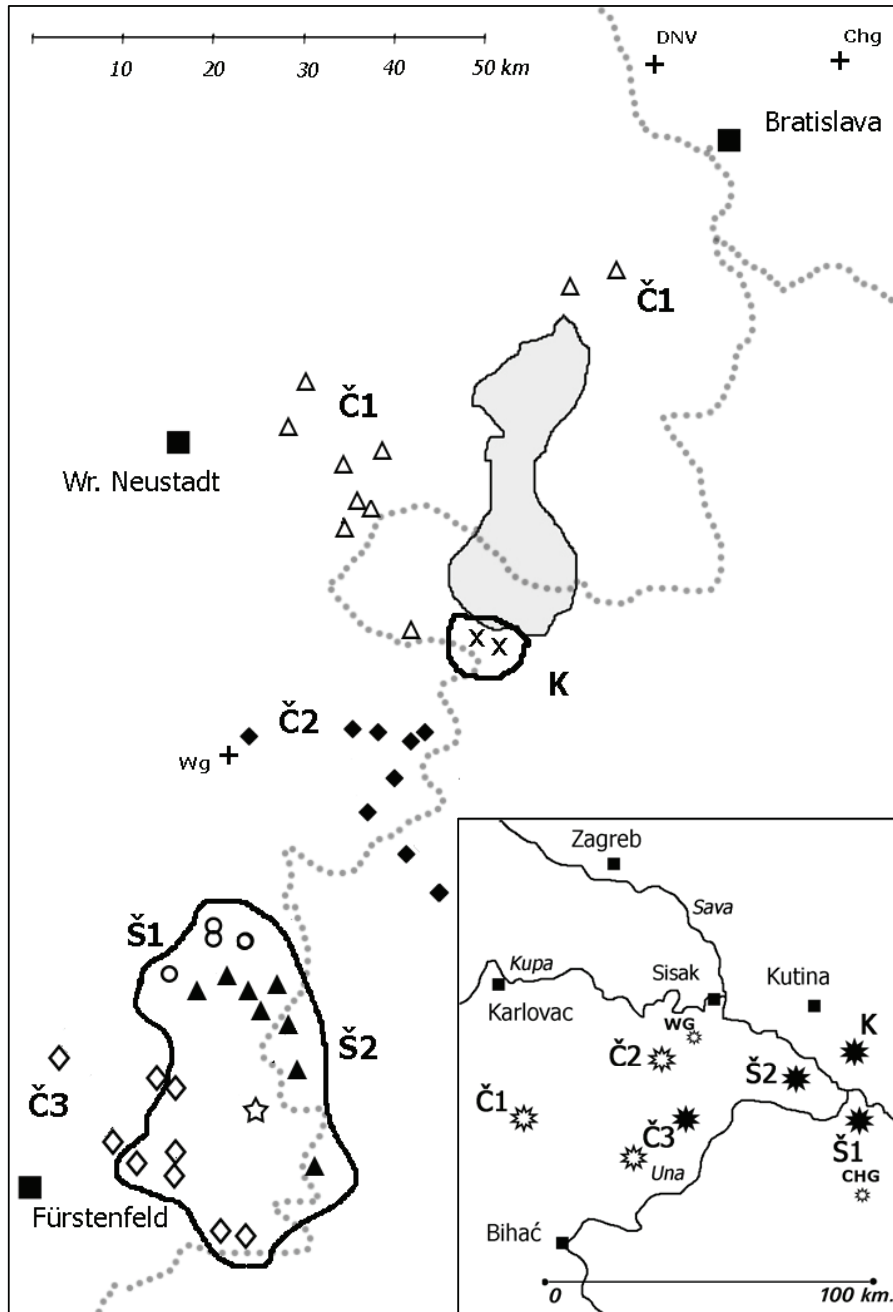 DNV
Chg
10 20 30 40 50 km
Bratislava
Č1
Č1
Wr. Neustadt
x x
K
Č2
Wg
Š1
Š2
Č3
Fürstenfeld
Zagreb
Sava
Kupa
Sisak
Kutina
Karlovac
WG
K
Č2
Š2
Č1
Č3
Š1
Una
CHG
Bihać
0 100 km.